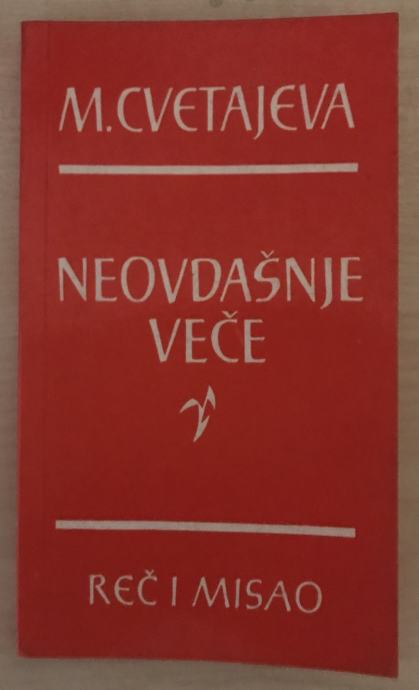 M. CVETAJEVA
NEOVDAŠNJE
VEČE
REČ I MISAO